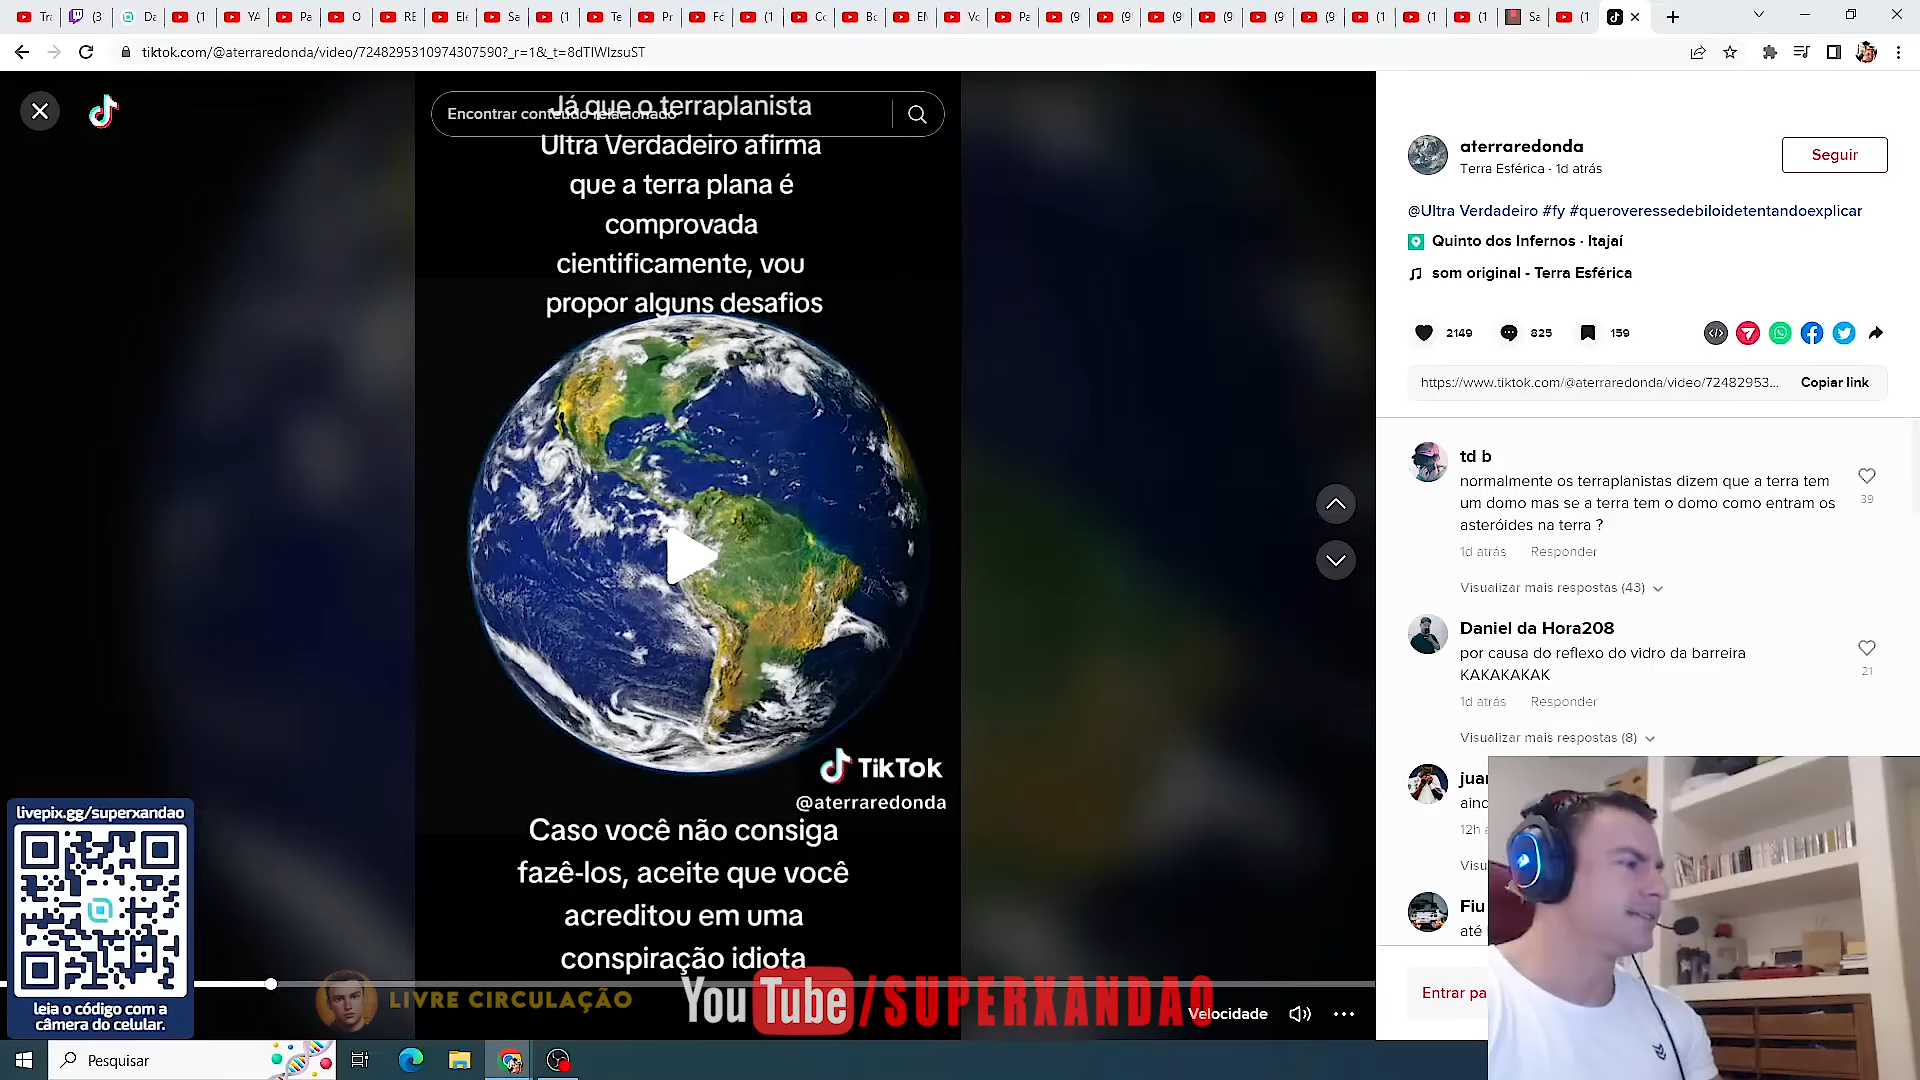 tiktok.com/@aterraredonda/video/7248295310974307590?_r=1&_t=8dTIWIzsuST
Encontrar conteúdo relacionado
Já que o terraplanista
Ultra Verdadeiro afirma
que a terra plana é
comprovada
cientificamente, vou
propor alguns desafios
TikTok
@aterraredonda
Caso você não consiga
fazê-los, aceite que você
acreditou em uma
conspiração idiota
livepix.gg/superxandao
leia o código com a
câmera do celular.
LIVRE CIRCULAÇÃO
YouTube/SUPERXANDAO
Velocidade
aterraredonda
Terra Esférica · 1d atrás
Seguir
@Ultra Verdadeiro #fy #queroveressedebiloidetentandoexplicar
Quinto dos Infernos · Itajaí
som original - Terra Esférica
2149
825
159
https://www.tiktok.com/@aterraredonda/video/72482953...
Copiar link
td b
normalmente os terraplanistas dizem que a terra tem
um domo mas se a terra tem o domo como entram os
asteróides na terra ?
39
1d atrás Responder
Visualizar mais respostas (43)
Daniel da Hora208
por causa do reflexo do vidro da barreira
KAKAKAKAK
21
1d atrás Responder
Visualizar mais respostas (8)
12h
Fiu
até
Entrar pa
Pesquisar